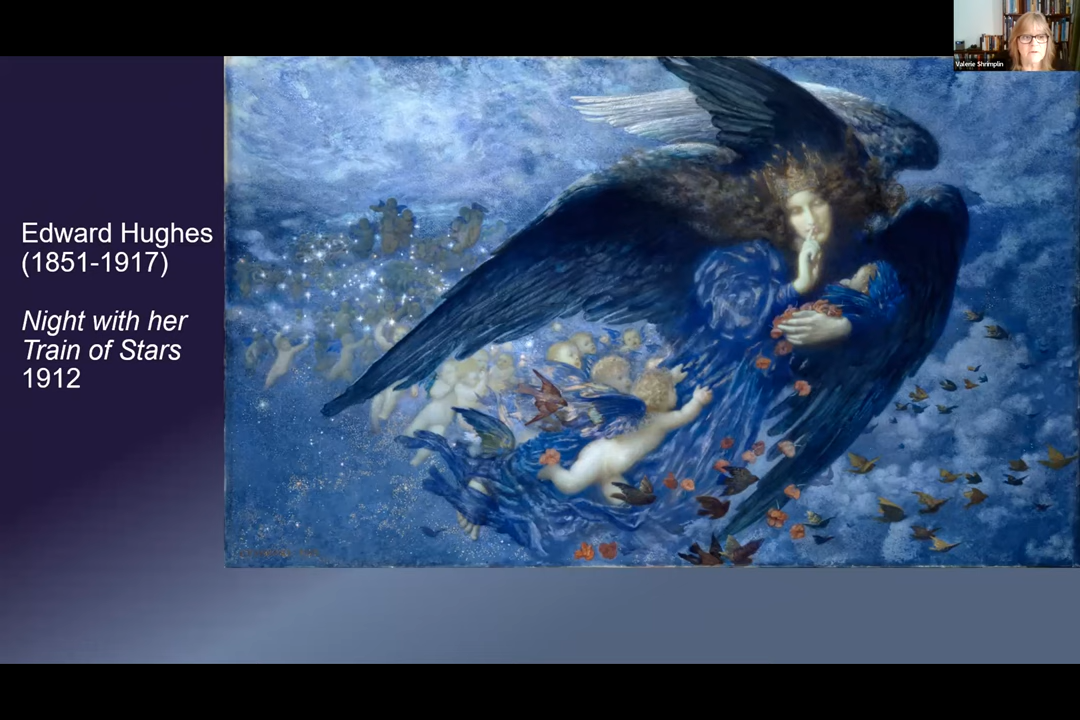 Valerie Shrimplin
Edward Hughes
(1851-1917)
Night with her
Train of Stars
1912